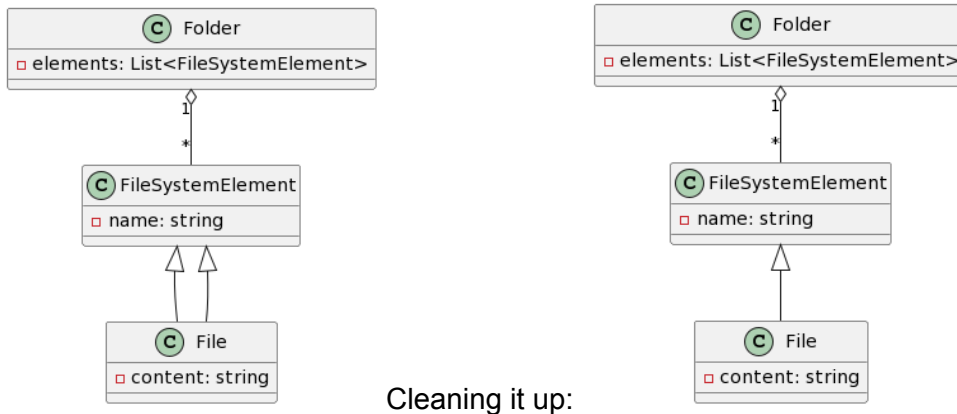 C Folder
elements: List<FileSystemElement>
1
*
C FileSystemElement
name: string
C File
content: string
Cleaning it up:
C Folder
elements: List<FileSystemElement>
1
*
C FileSystemElement
name: string
C File
content: string